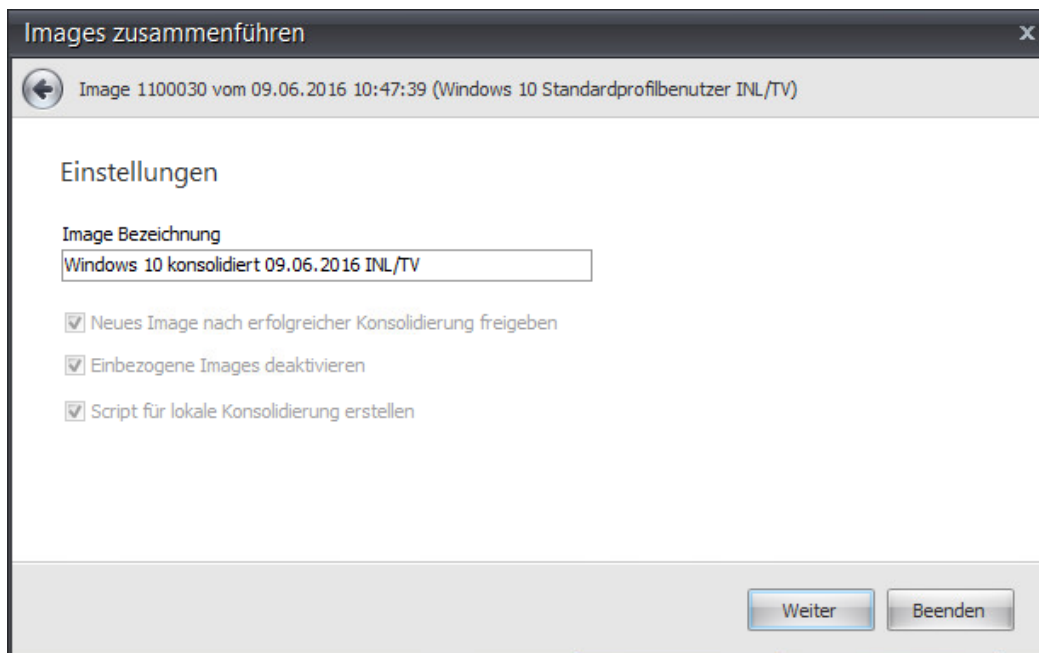 Images zusammenführen
Image 1100030 vom 09.06.2016 10:47:39 (Windows 10 Standardprofilbenutzer INL/TV)
Einstellungen
Image Bezeichnung
Windows 10 konsolidiert 09.06.2016 INL/TV
Neues Image nach erfolgreicher Konsolidierung freigeben
Einbezogene Images deaktivieren
Script für lokale Konsolidierung erstellen
Weiter Beenden